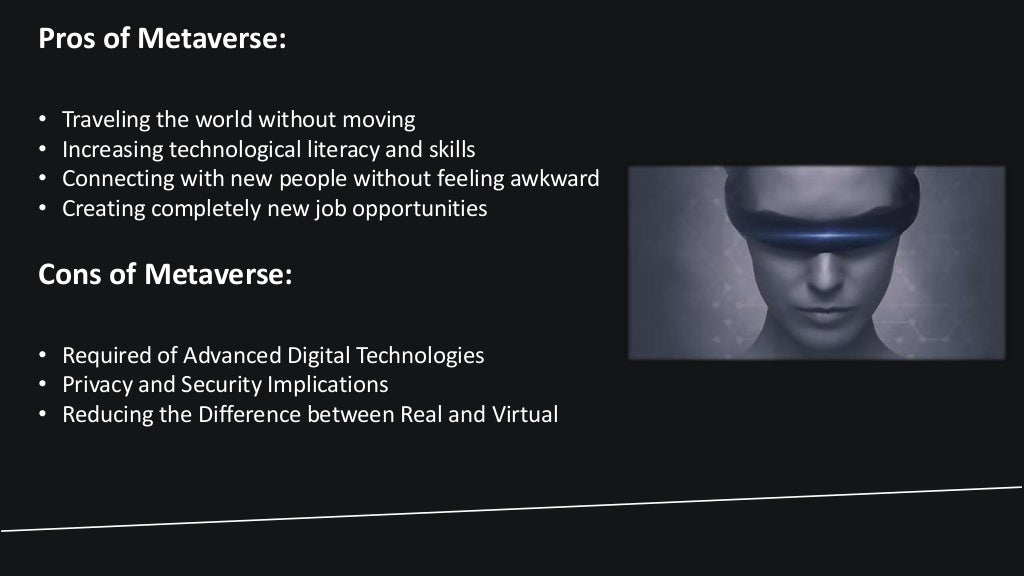 Pros of Metaverse:
• Traveling the world without moving
• Increasing technological literacy and skills
• Connecting with new people without feeling awkward
• Creating completely new job opportunities
Cons of Metaverse:
• Required of Advanced Digital Technologies
• Privacy and Security Implications
• Reducing the Difference between Real and Virtual